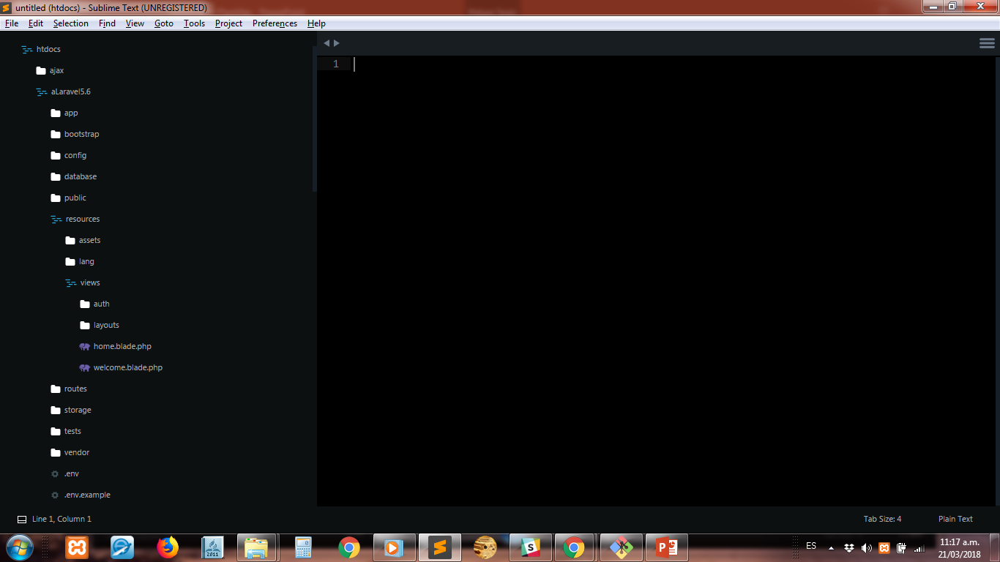 untitled (htdocs) - Sublime Text (UNREGISTERED)
File Edit Selection Find View Goto Tools Project Preferences Help
htdocs
ajax
aLaravel5.6
app
bootstrap
config
database
public
resources
assets
lang
views
auth
layouts
home.blade.php
welcome.blade.php
routes
storage
tests
vendor
.env
.env.example
1
Line 1, Column 1
Tab Size: 4
Plain Text
2011
S
P
ES
11:17 a.m.
21/03/2018